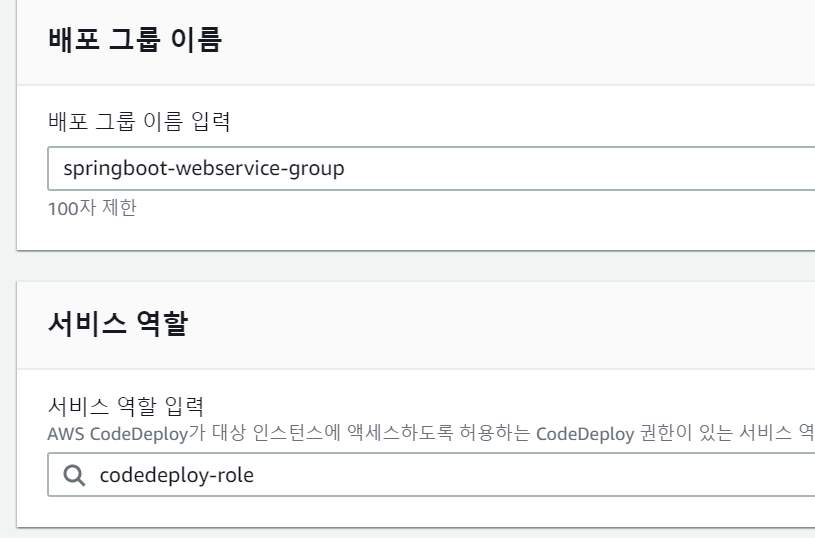 배포 그룹 이름
배포 그룹 이름 입력
springboot-webservice-group
100자 제한
서비스 역할
서비스 역할 입력
AWS CodeDeploy가 대상 인스턴스에 액세스하도록 허용하는 CodeDeploy 권한이 있는 서비스 역
codedeploy-role